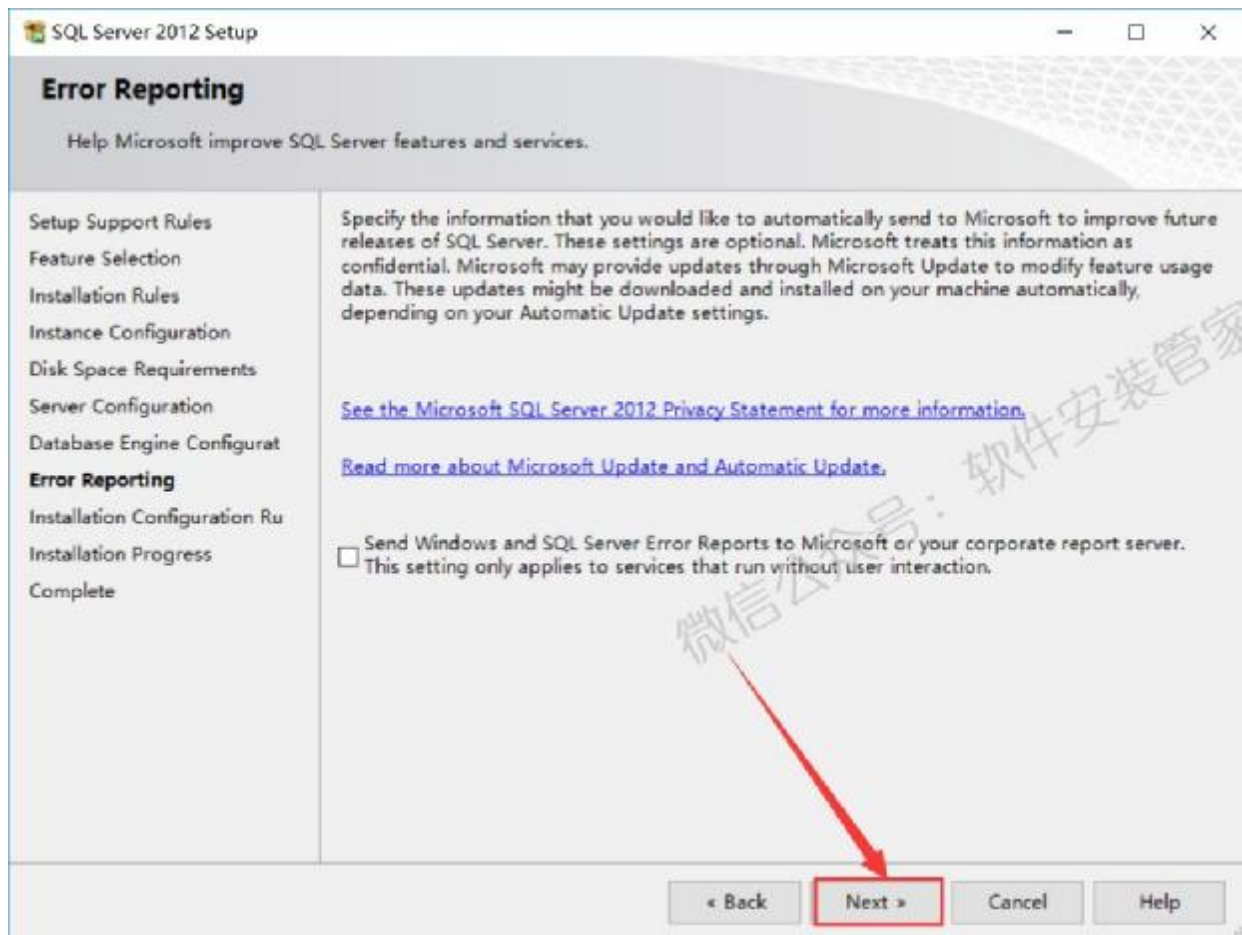 SQL Server 2012 Setup
Error Reporting
Help Microsoft improve SQL Server features and services.
Setup Support Rules
Feature Selection
Installation Rules
Instance Configuration
Disk Space Requirements
Server Configuration
Database Engine Configurat
Error Reporting
Installation Configuration Ru
Installation Progress
Complete
Specify the information that you would like to automatically send to Microsoft to improve future
releases of SQL Server. These settings are optional. Microsoft treats this information as
confidential. Microsoft may provide updates through Microsoft Update to modify feature usage
data. These updates might be downloaded and installed on your machine automatically,
depending on your Automatic Update settings.
See the Microsoft SQL Server 2012 Privacy Statement for more information.
Read more about Microsoft Update and Automatic Update.
Send Windows and SQL Server Error Reports to Microsoft or your corporate report server.
This setting only applies to services that run without user interaction.
微信公众号：软件安装管家
« Back
Next »
Cancel
Help